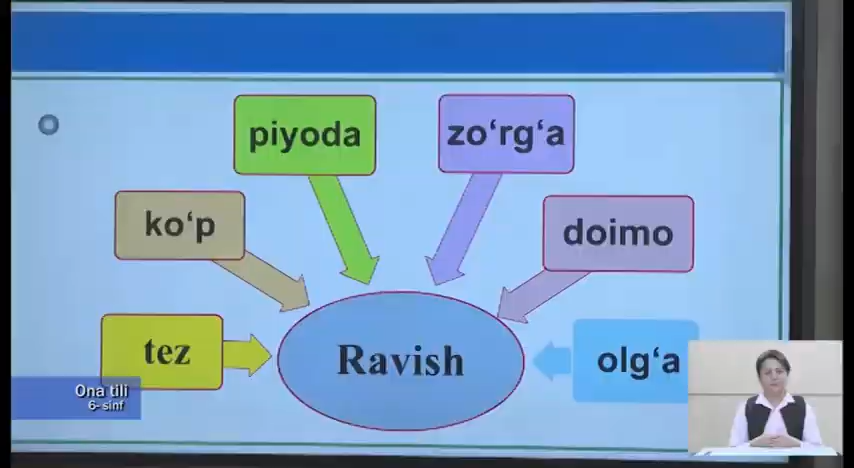 piyoda
zo‘rg‘a
ko‘p
doimo
tez
Ravish
olg‘a
Ona tili
6- sinf